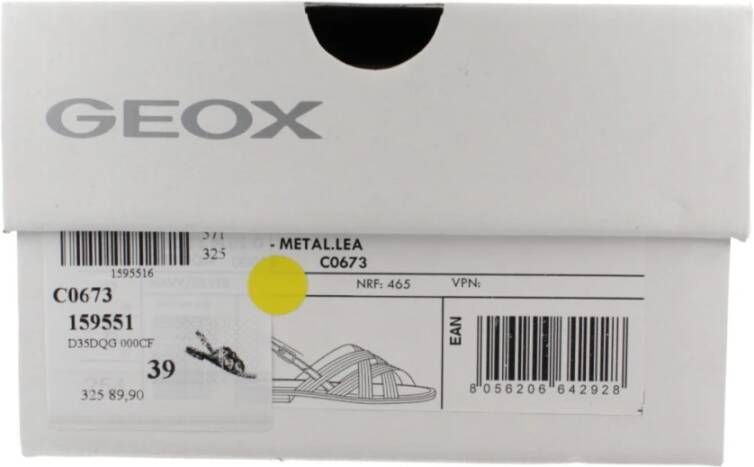 GEOX
571
325
1595516
- METAL.LEA
C0673
NRF: 465 VPN:
C0673
159551
D35DQG 000CF
39
325 89,90
EAN
8 056206 642928